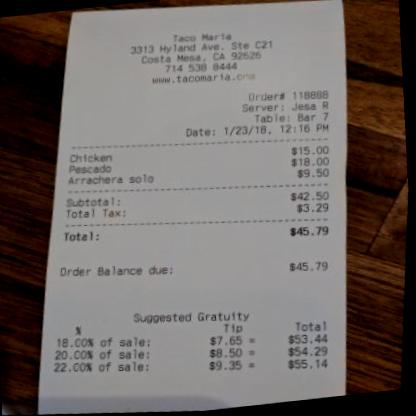 Taco Maria
3313 Hyland Ave. Ste C21
Costa Mesa, CA 92626
714 538 8444
www.tacomaria.com
Order# 118888
Server: Jesa R
Table: Bar 7
Date: 1/23/18, 12:16 PM
Chicken $15.00
Pescado $18.00
Arrachera solo $9.50
Subtotal: $42.50
Total Tax: $3.29
Total: $45.79
Order Balance due: $45.79
Suggested Gratuity
% Tip Total
18.00% of sale: $7.65 = $53.44
20.00% of sale: $8.50 = $54.29
22.00% of sale: $9.35 = $55.14